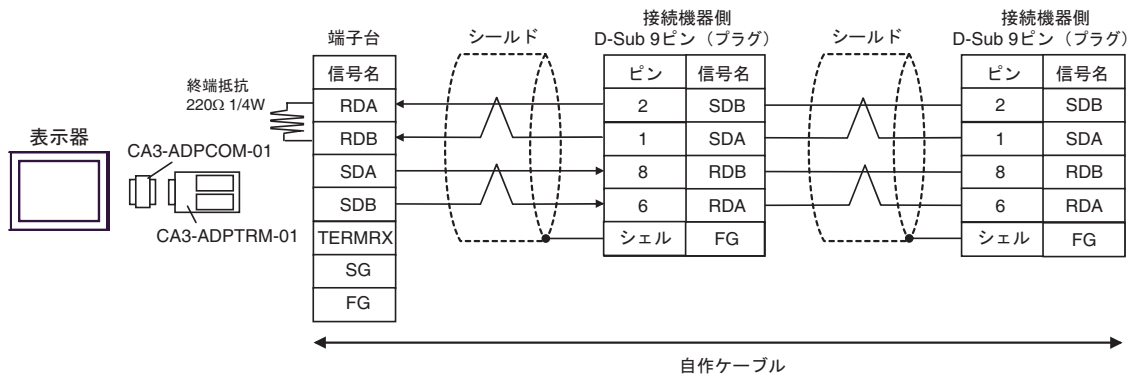 表示器
CA3-ADPCOM-01
CA3-ADPTRM-01
終端抵抗
220Ω 1/4W
端子台
信号名
RDA
RDB
SDA
SDB
TERMRX
SG
FG
シールド
接続機器側
D-Sub 9ピン（プラグ）
ピン 信号名
2 SDB
1 SDA
8 RDB
6 RDA
シェル FG
シールド
接続機器側
D-Sub 9ピン（プラグ）
ピン 信号名
2 SDB
1 SDA
8 RDB
6 RDA
シェル FG
自作ケーブル